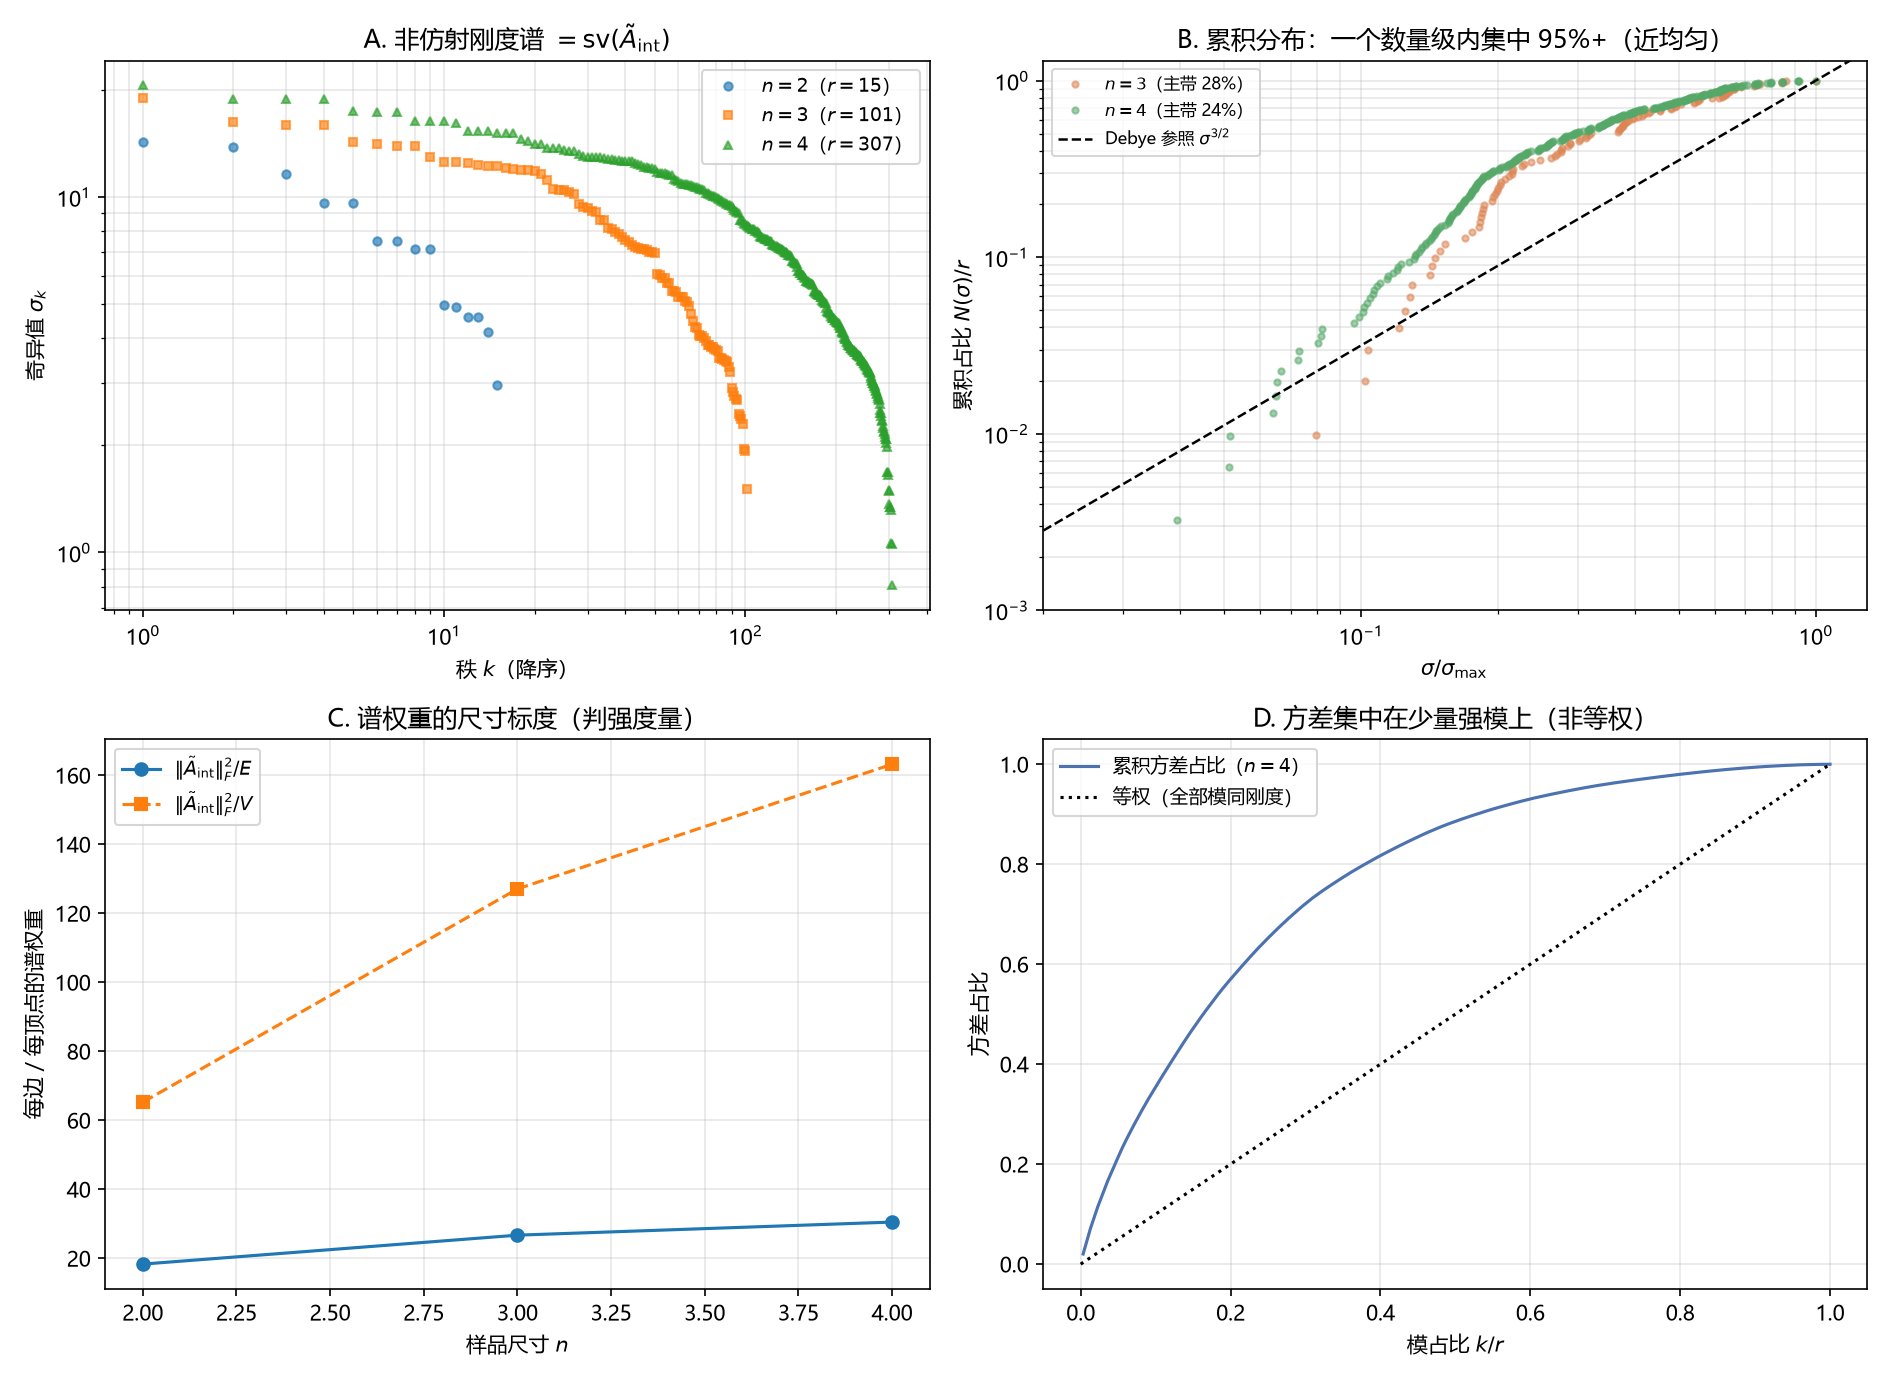 A. 非仿射刚度谱 = sv(Ã_int)
n = 2（r = 15）
n = 3（r = 101）
n = 4（r = 307）
10^1
10^0
奇异值 σ_k
10^0
10^1
10^2
秩 k（降序）
B. 累积分布：一个数量级内集中 95%+（近均匀）
n = 3（主带 28%）
n = 4（主带 24%）
Debye 参照 σ^{3/2}
10^0
10^{-1}
10^{-2}
10^{-3}
累积占比 N(σ)/r
10^{-1}
10^0
σ/σ_max
C. 谱权重的尺寸标度（判强度量）
‖Ã_int‖_F^2/E
‖Ã_int‖_F^2/V
160
140
120
100
80
60
40
20
每边 / 每顶点的谱权重
2.00
2.25
2.50
2.75
3.00
3.25
3.50
3.75
4.00
样品尺寸 n
D. 方差集中在少量强模上（非等权）
累积方差占比（n = 4）
等权（全部模同刚度）
1.0
0.8
0.6
0.4
0.2
0.0
方差占比
0.0
0.2
0.4
0.6
0.8
1.0
模占比 k/r